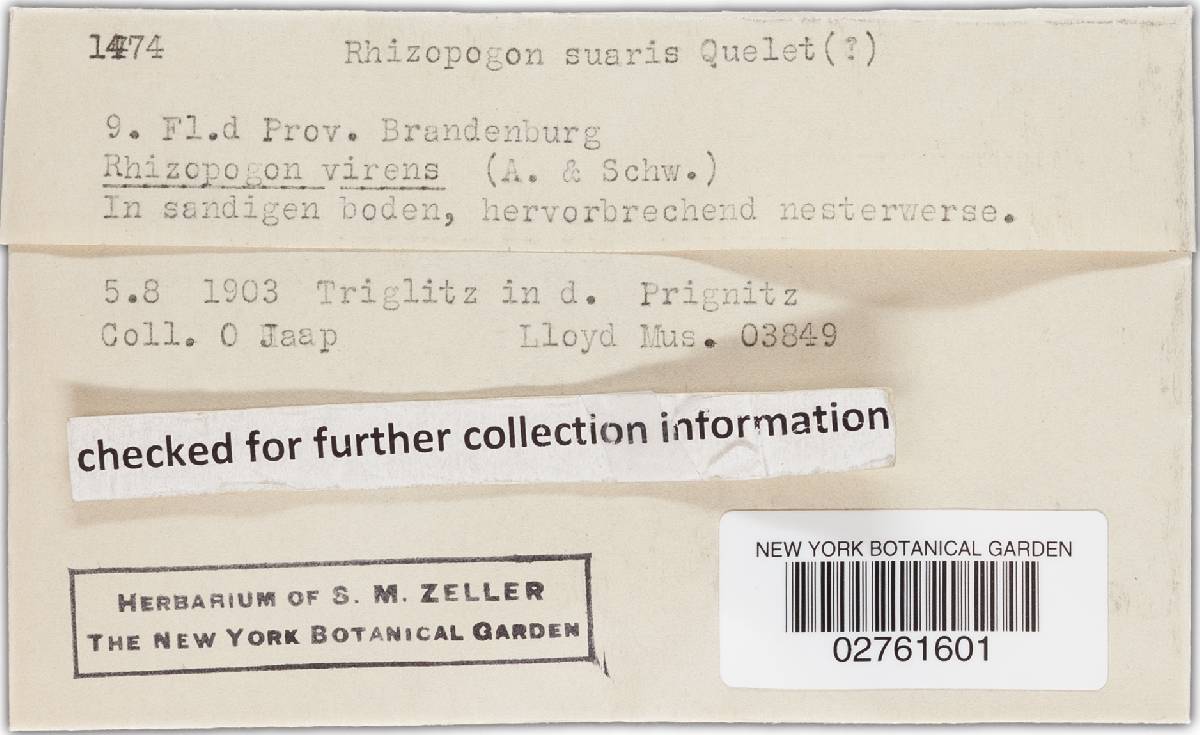 1474 Rhizopogon suaris Quelet(?)
9. Fl.d Prov. Brandenburg
Rhizopogon virens (A. & Schw.)
In sandigen boden, hervorbrechend nesterwerse.
5.8 1903 Triglitz in d. Prignitz
Coll. O Jaap Lloyd Mus. 03849
checked for further collection information
HERBARIUM OF S. M. ZELLER
THE NEW YORK BOTANICAL GARDEN
NEW YORK BOTANICAL GARDEN
02761601